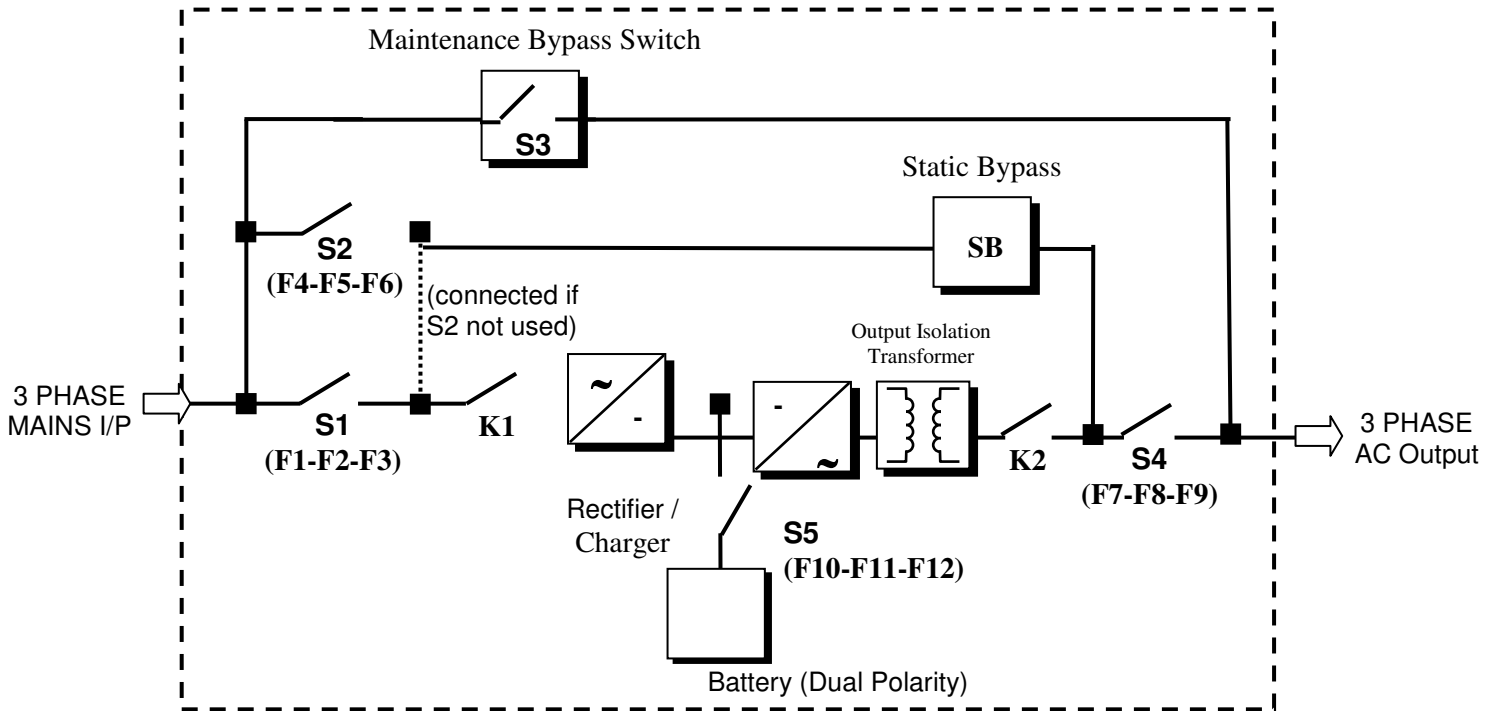 Maintenance Bypass Switch
S3
Static Bypass
SB
S2
(F4-F5-F6)
(connected if
S2 not used)
Output Isolation
Transformer
3 PHASE
MAINS I/P
S1
(F1-F2-F3)
K1
~
-
-
~
K2
S4
(F7-F8-F9)
3 PHASE
AC Output
Rectifier /
Charger
S5
(F10-F11-F12)
Battery (Dual Polarity)